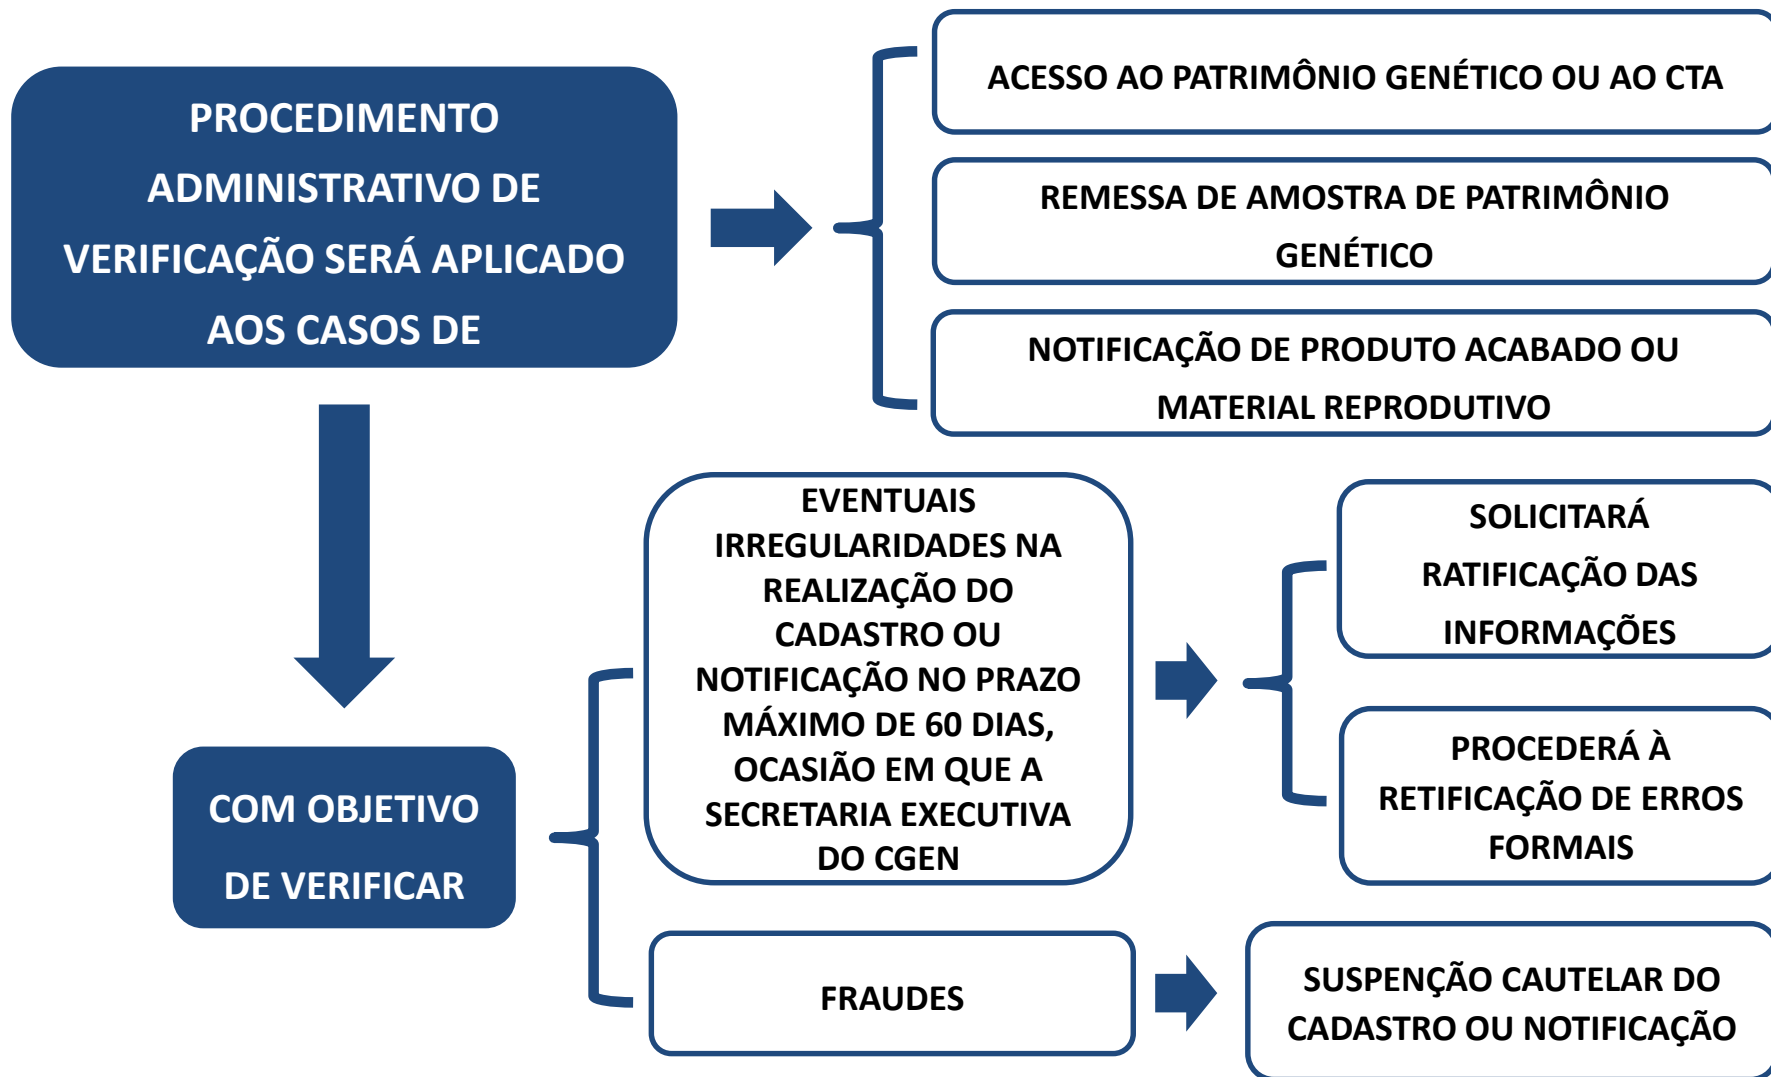 PROCEDIMENTO
ADMINISTRATIVO DE
VERIFICAÇÃO SERÁ APLICADO
AOS CASOS DE
ACESSO AO PATRIMÔNIO GENÉTICO OU AO CTA
REMESSA DE AMOSTRA DE PATRIMÔNIO
GENÉTICO
NOTIFICAÇÃO DE PRODUTO ACABADO OU
MATERIAL REPRODUTIVO
COM OBJETIVO
DE VERIFICAR
EVENTUAIS
IRREGULARIDADES NA
REALIZAÇÃO DO
CADASTRO OU
NOTIFICAÇÃO NO PRAZO
MÁXIMO DE 60 DIAS,
OCASIÃO EM QUE A
SECRETARIA EXECUTIVA
DO CGEN
SOLICITARÁ
RATIFICAÇÃO DAS
INFORMAÇÕES
PROCEDERÁ À
RETIFICAÇÃO DE ERROS
FORMAIS
FRAUDES
SUSPENÇÃO CAUTELAR DO
CADASTRO OU NOTIFICAÇÃO